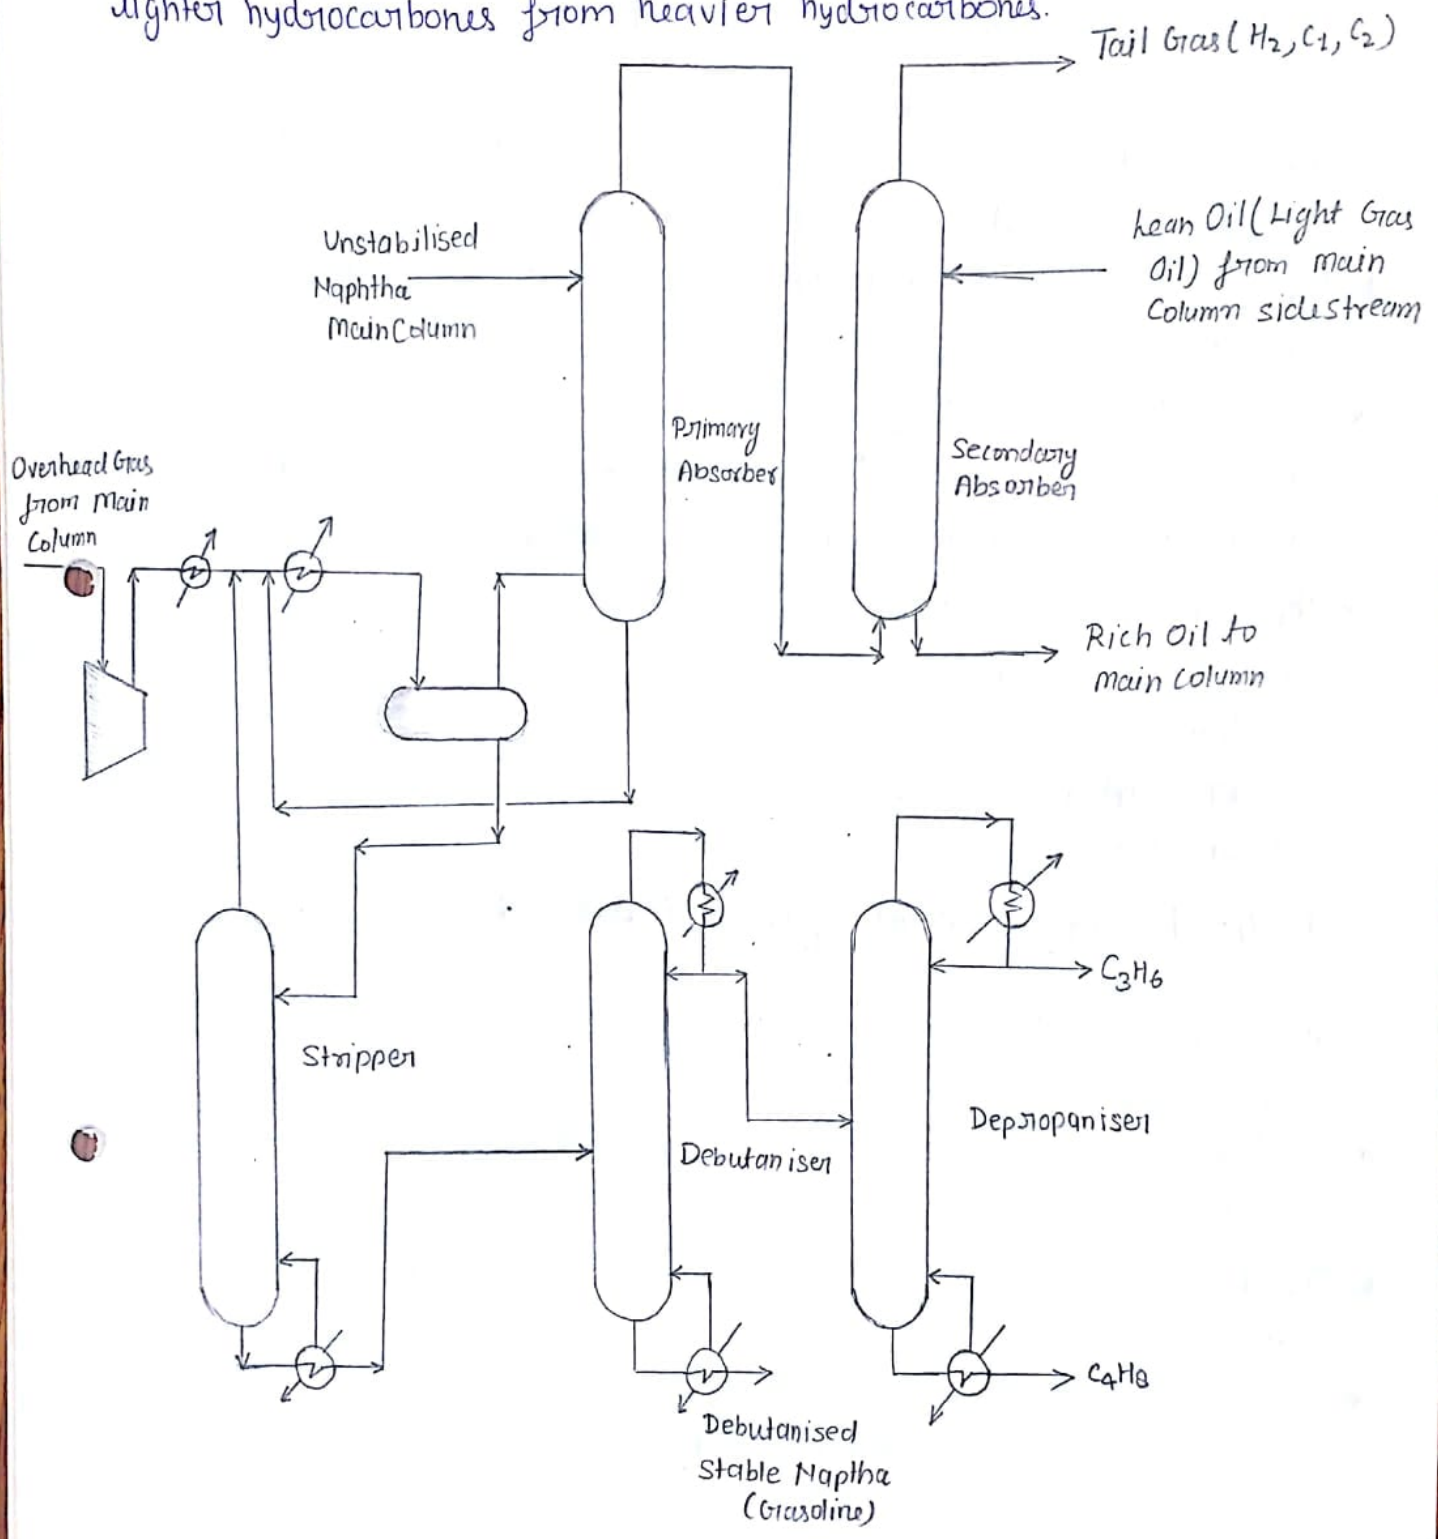 lighter hydrocarbones from heavier hydrocarbones.
Tail Gas (H2, C1, C2)
Unstabilised
Naphtha
Main Column
Lean Oil (Light Gas
Oil) from main
Column sidestream
Primary
Absorber
Secondary
Absorber
Overhead Gas
from Main
Column
Rich Oil to
main column
C3H6
Stripper
Depropaniser
Debutaniser
C4H8
Debutanised
Stable Naptha
(Gasoline)